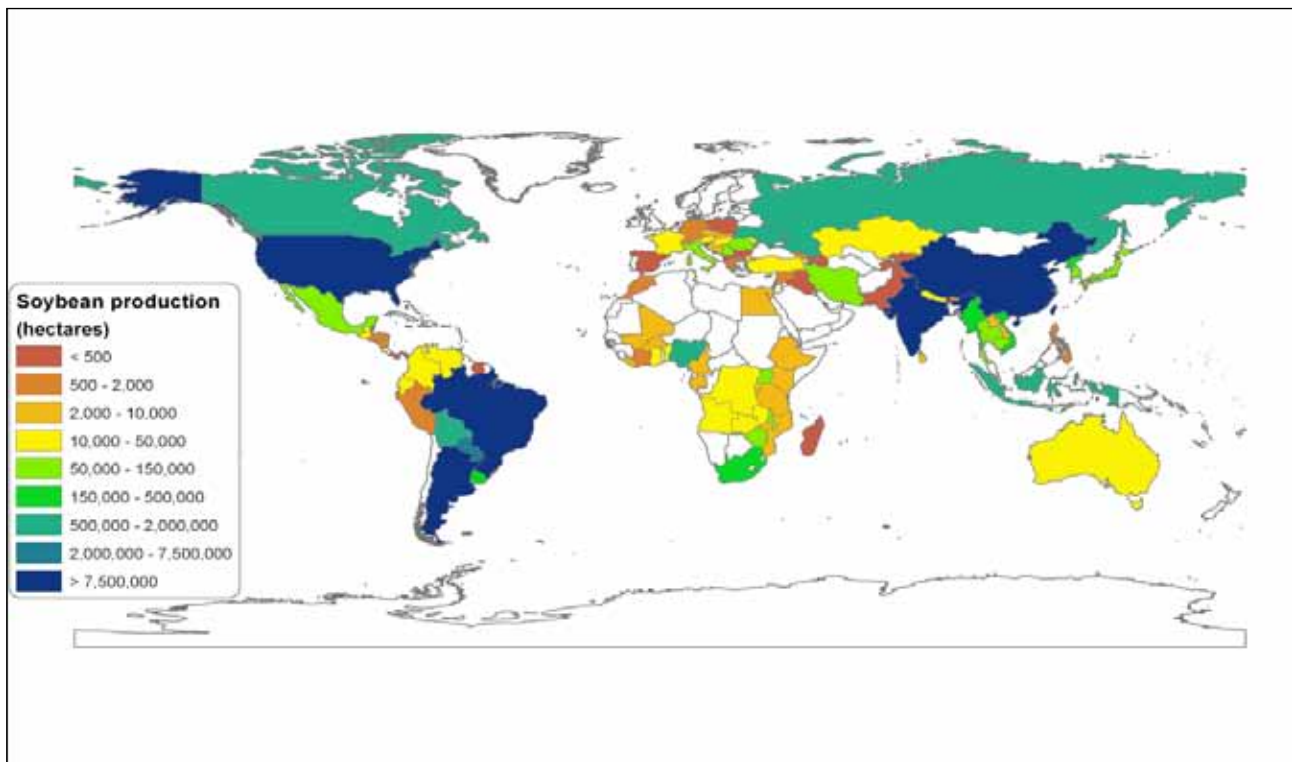 Soybean production
(hectares)
< 500
500 - 2.000
2.000 - 10.000
10,000 - 50,000
50,000 - 150,000
150,000 - 500,000
500,000 - 2,000,000
2,000,000 - 7,500,000
> 7,500,000